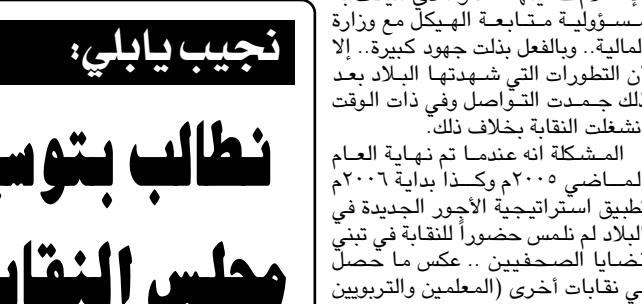 مسؤولية متابعة الهيكل مع وزارة
المالية.. وبالفعل بذلت جهود كبيرة.. إلا
ان التطورات التي شهدتها البلاد بعد
ذلك جمدت التواصل وفي ذات الوقت
انشغلت النقابة بخلاف ذلك.
المشكلة انه عندما تم نهاية العام
الماضي ٢٠٠٥م وكذا بداية ٢٠٠٦م
تطبيق استراتيجية الأجور الجديدة في
البلاد لم نلمس حضوراً للنقابة في تبني
قضايا الصحفيين .. عكس ما حصل
في نقابات أخرى (المعلمين والتربويين
نجيب يابلي:
نطالب بتوسي
مجلس النقاب